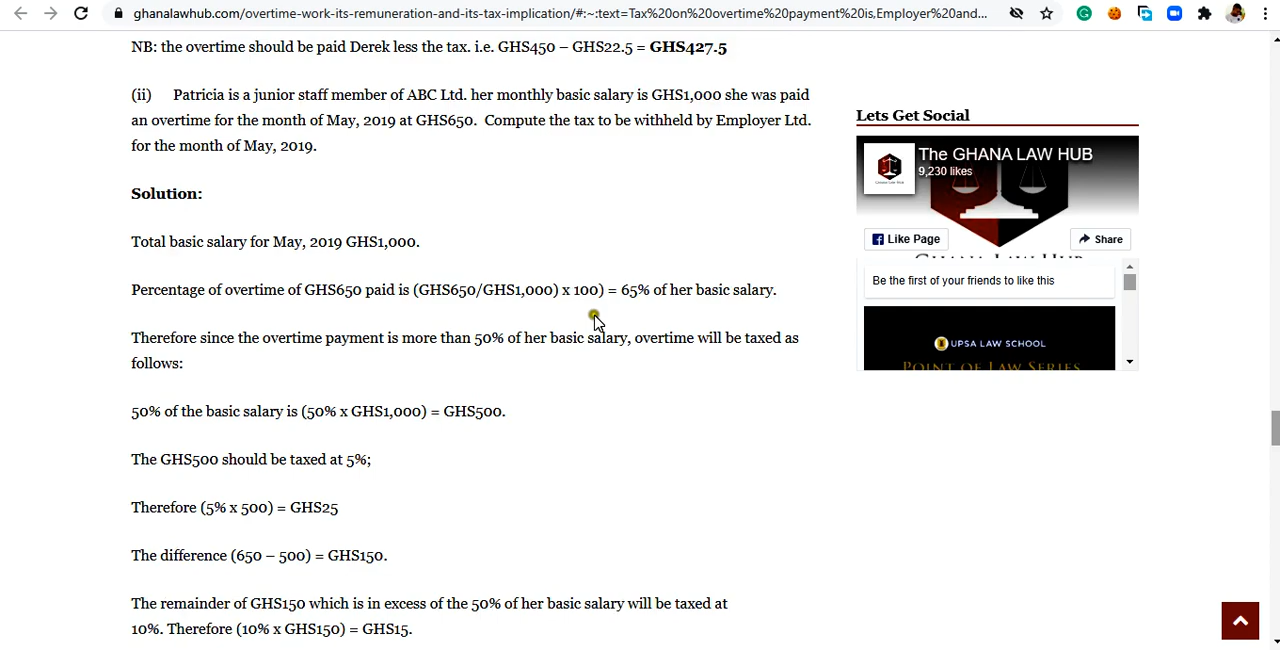 ghanalawhub.com/overtime-work-its-remuneration-and-its-tax-implication/#:~:text=Tax%20on%20overtime%20payment%20is,Employer%20and...
NB: the overtime should be paid Derek less the tax. i.e. GHS450 – GHS22.5 = GHS427.5
(ii) Patricia is a junior staff member of ABC Ltd. her monthly basic salary is GHS1,000 she was paid
an overtime for the month of May, 2019 at GHS650. Compute the tax to be withheld by Employer Ltd.
for the month of May, 2019.
Solution:
Total basic salary for May, 2019 GHS1,000.
Percentage of overtime of GHS650 paid is (GHS650/GHS1,000) x 100) = 65% of her basic salary.
Therefore since the overtime payment is more than 50% of her basic salary, overtime will be taxed as
follows:
50% of the basic salary is (50% x GHS1,000) = GHS500.
The GHS500 should be taxed at 5%;
Therefore (5% x 500) = GHS25
The difference (650 – 500) = GHS150.
The remainder of GHS150 which is in excess of the 50% of her basic salary will be taxed at
10%. Therefore (10% x GHS150) = GHS15.
Lets Get Social
The GHANA LAW HUB
9,230 likes
Like Page
Share
GHANA LAW HUB
Be the first of your friends to like this
UPSA LAW SCHOOL
POINT OF LAW SERIES